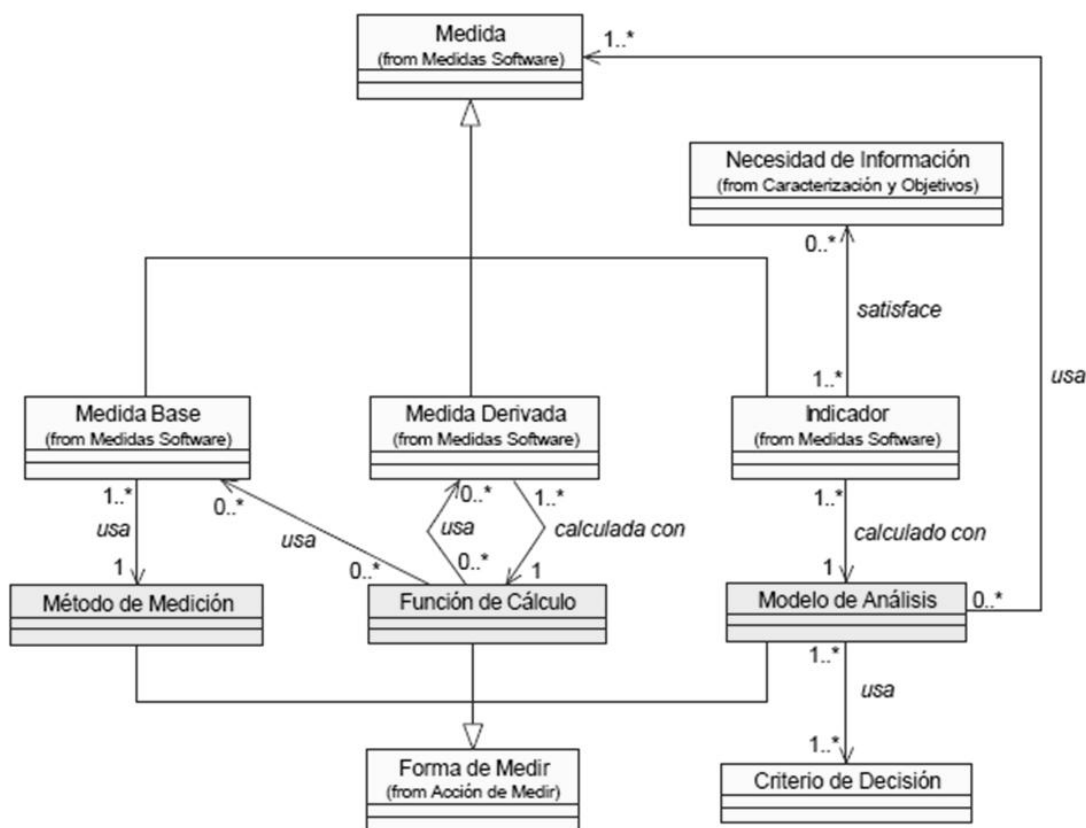 Medida
(from Medidas Software)
1..*
Necesidad de Información
(from Caracterización y Objetivos)
0..*
satisface
1..*
usa
Medida Base
(from Medidas Software)
Medida Derivada
(from Medidas Software)
Indicador
(from Medidas Software)
1..*
usa
1
0..*
usa
0..*
0..*
usa
0..*
1..*
calculada con
1
1..*
calculado con
1
Método de Medición
Función de Cálculo
Modelo de Análisis
0..*
1..*
usa
1..*
Forma de Medir
(from Acción de Medir)
Criterio de Decisión